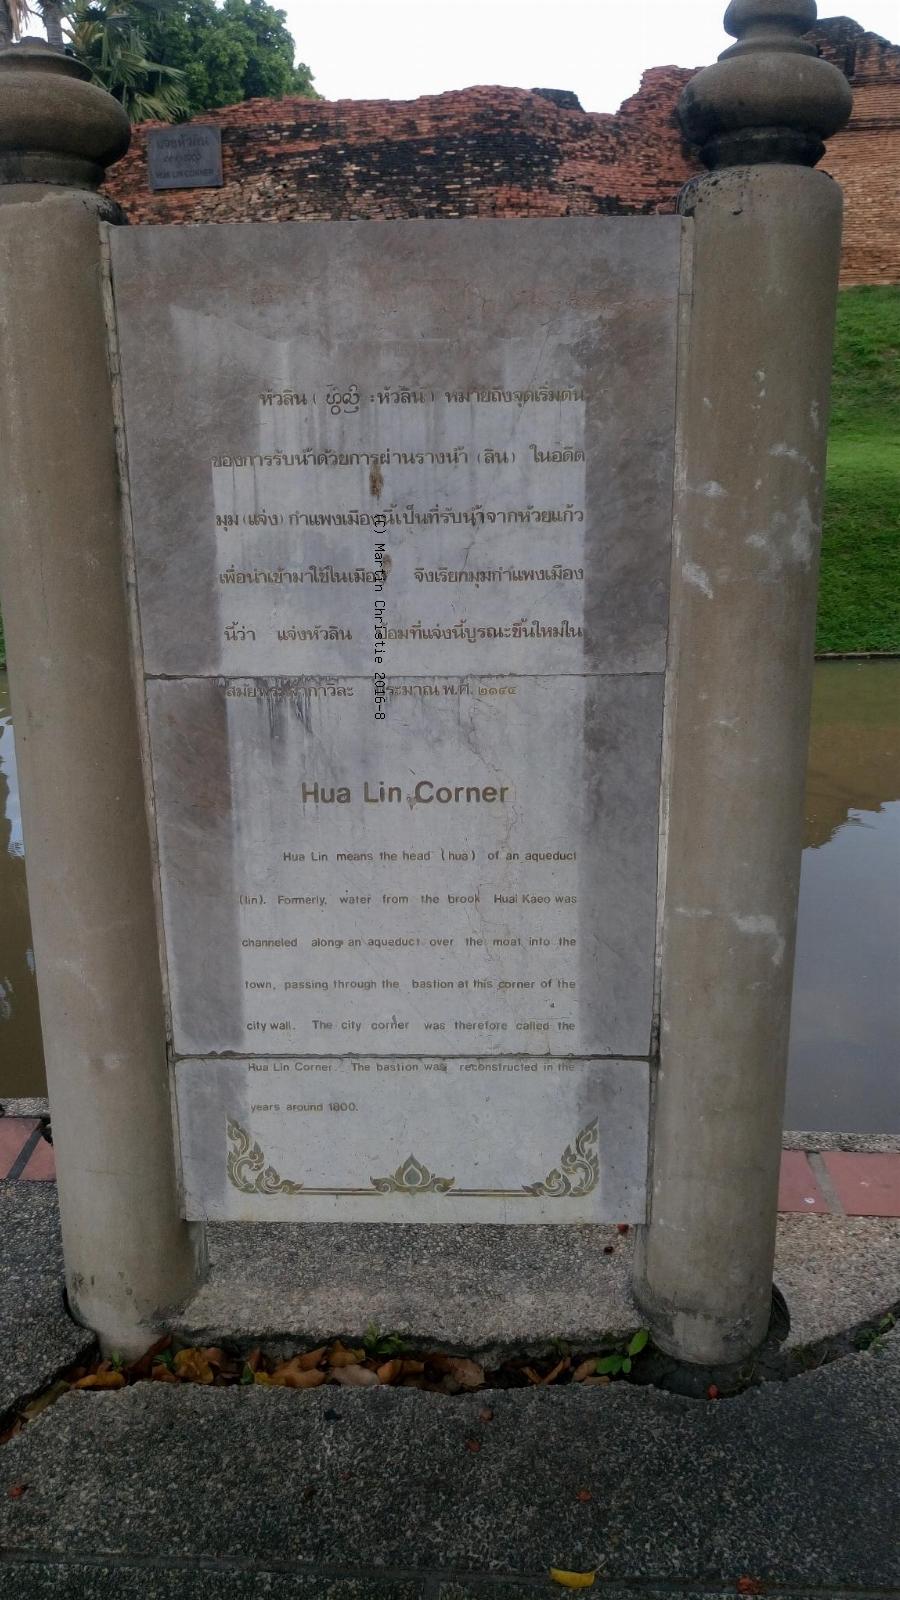 แจ่งหัวลิน
HUA LIN CORNER
หัวลิน ( : หัวลิน ) หมายถึงจุดเริ่มต้น
ของการรับน้ำด้วยการผ่านรางน้ำ (ลิน) ในอดีต
มุม (แจ่ง) กำแพงเมืองนี้เป็นที่รับน้ำจากห้วยแก้ว
เพื่อนำเข้ามาใช้ในเมือง จึงเรียกมุมกำแพงเมือง
นี้ว่า แจ่งหัวลิน ป้อมที่แจ่งนี้บูรณะขึ้นใหม่ใน
สมัยพระเจ้ากาวิละ ประมาณ พ.ศ. ๒๓๔๔
Hua Lin Corner
Hua Lin means the head (hua) of an aqueduct
(lin). Formerly, water from the brook Huai Kaeo was
channeled along an aqueduct over the moat into the
town, passing through the bastion at this corner of the
city wall. The city corner was therefore called the
Hua Lin Corner. The bastion was reconstructed in the
years around 1800.
(C) Martin Christie 2016-8